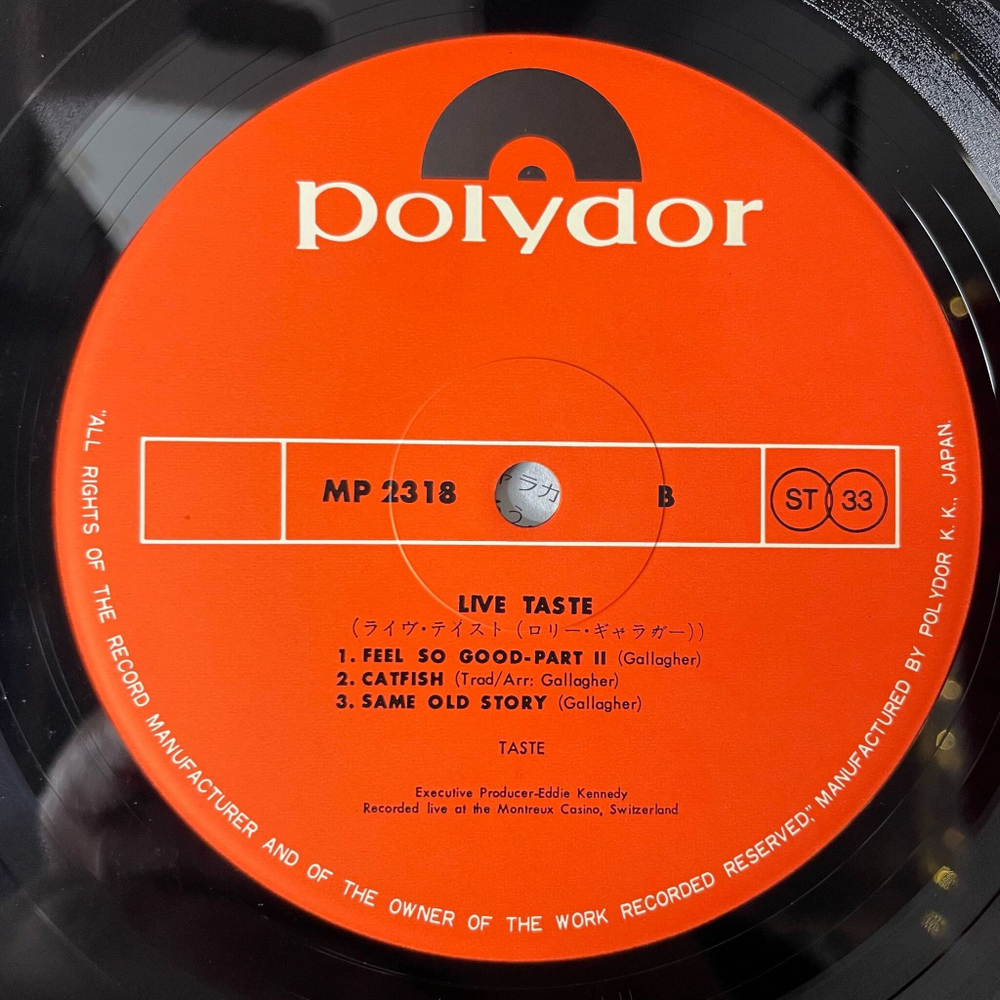 polydor
MP 2318
B
ST 33
LIVE TASTE
(ライヴ・テイスト (ロリー・ギャラガー))
1. FEEL SO GOOD-PART II (Gallagher)
2. CATFISH (Trad/Arr: Gallagher)
3. SAME OLD STORY (Gallagher)
TASTE
Executive Producer-Eddie Kennedy
Recorded live at the Montreux Casino, Switzerland
"ALL RIGHTS OF THE RECORD MANUFACTURER AND OF THE OWNER OF THE WORK RECORDED RESERVED," MANUFACTURED BY POLYDOR K. K., JAPAN.